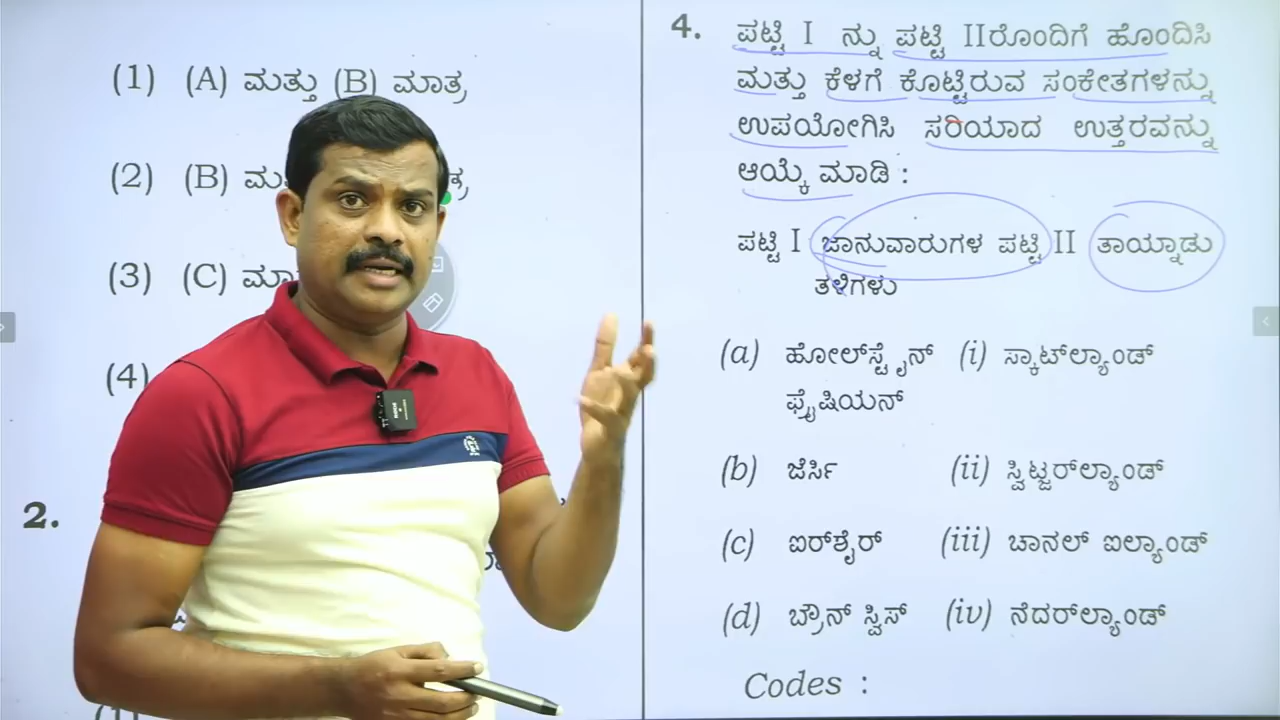 (1) (A) ಮತ್ತು (B) ಮಾತ್ರ
(2) (B)
(3) (C)
(4)
2.
4. ಪಟ್ಟಿ I ನ್ನು ಪಟ್ಟಿ IIರೊಂದಿಗೆ ಹೊಂದಿಸಿ
ಮತ್ತು ಕೆಳಗೆ ಕೊಟ್ಟಿರುವ ಸಂಕೇತಗಳನ್ನು
ಉಪಯೋಗಿಸಿ ಸರಿಯಾದ ಉತ್ತರವನ್ನು
ಆಯ್ಕೆ ಮಾಡಿ :
ಪಟ್ಟಿ I ಜಾನುವಾರುಗಳ ಪಟ್ಟಿ II ತಾಯ್ನಾಡು
ತಳಿಗಳು
(a) ಹೋಲ್‌ಸ್ಟೈನ್ (i) ಸ್ಕಾಟ್‌ಲ್ಯಾಂಡ್
ಫ್ರೈಷಿಯನ್
(b) ಜೆರ್ಸಿ (ii) ಸ್ವಿಟ್ಜರ್‌ಲ್ಯಾಂಡ್
(c) ಐರ್‌ಶೈರ್ (iii) ಚಾನಲ್ ಐಲ್ಯಾಂಡ್
(d) ಬ್ರೌನ್ ಸ್ವಿಸ್ (iv) ನೆದರ್‌ಲ್ಯಾಂಡ್
Codes :